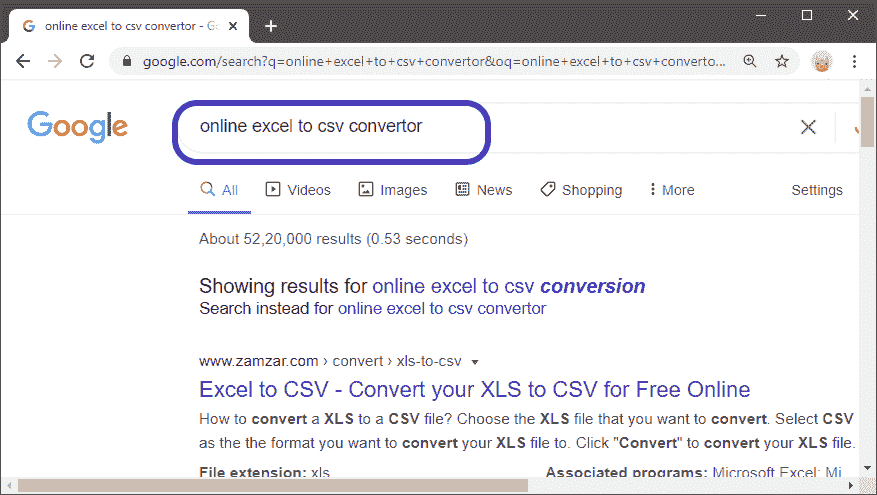 online excel to csv convertor - Go
google.com/search?q=online+excel+to+csv+convertor&oq=online+excel+to+csv+converto...
Google
online excel to csv convertor
All Videos Images News Shopping More Settings
About 52,20,000 results (0.53 seconds)
Showing results for online excel to csv conversion
Search instead for online excel to csv convertor
www.zamzar.com › convert › xls-to-csv
Excel to CSV - Convert your XLS to CSV for Free Online
How to convert a XLS to a CSV file? Choose the XLS file that you want to convert. Select CSV
as the the format you want to convert your XLS file to. Click "Convert" to convert your XLS file.
File extension: xls Associated programs: Microsoft Excel; Mi